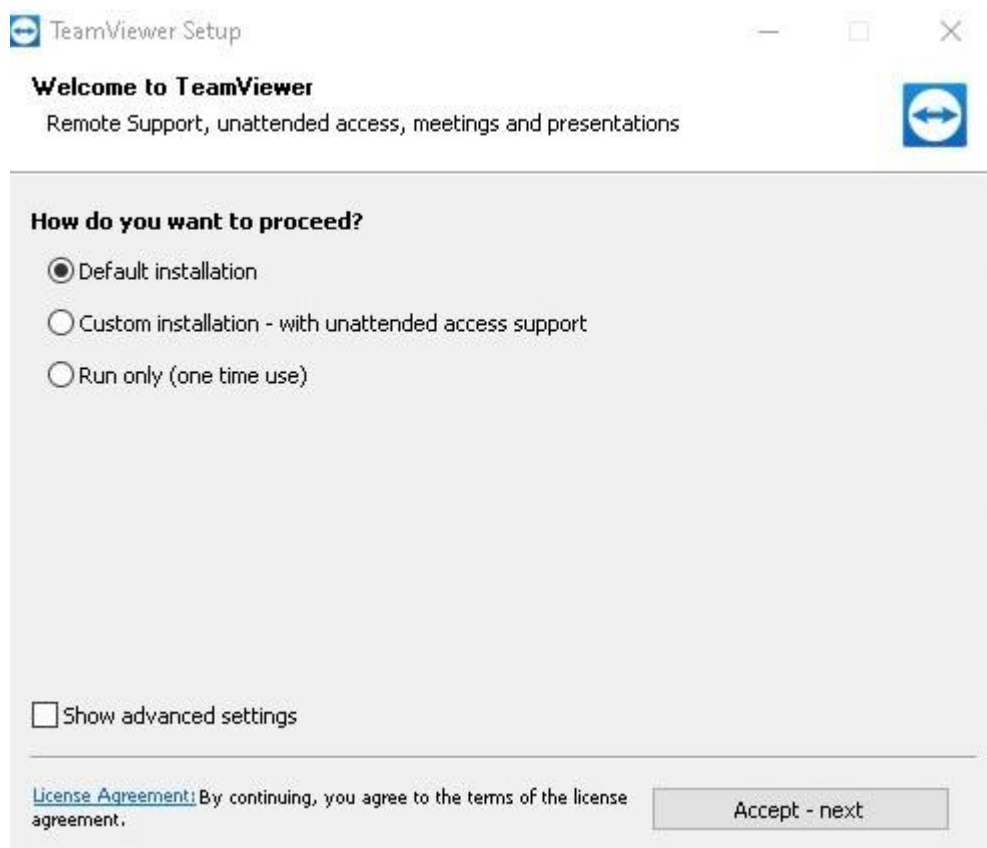 TeamViewer Setup
Welcome to TeamViewer
Remote Support, unattended access, meetings and presentations
How do you want to proceed?
Default installation
Custom installation - with unattended access support
Run only (one time use)
Show advanced settings
License Agreement: By continuing, you agree to the terms of the license
agreement.
Accept - next